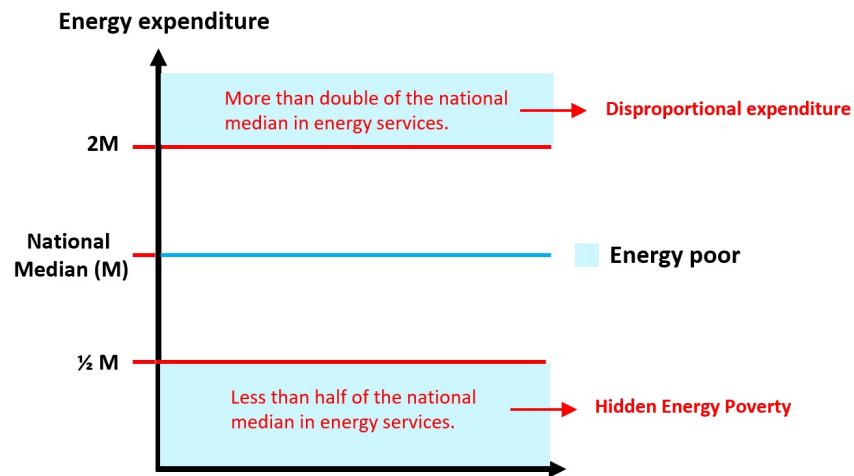 Energy expenditure
More than double of the national
median in energy services.
Disproportional expenditure
2M
National
Median (M)
Energy poor
½ M
Less than half of the national
median in energy services.
Hidden Energy Poverty